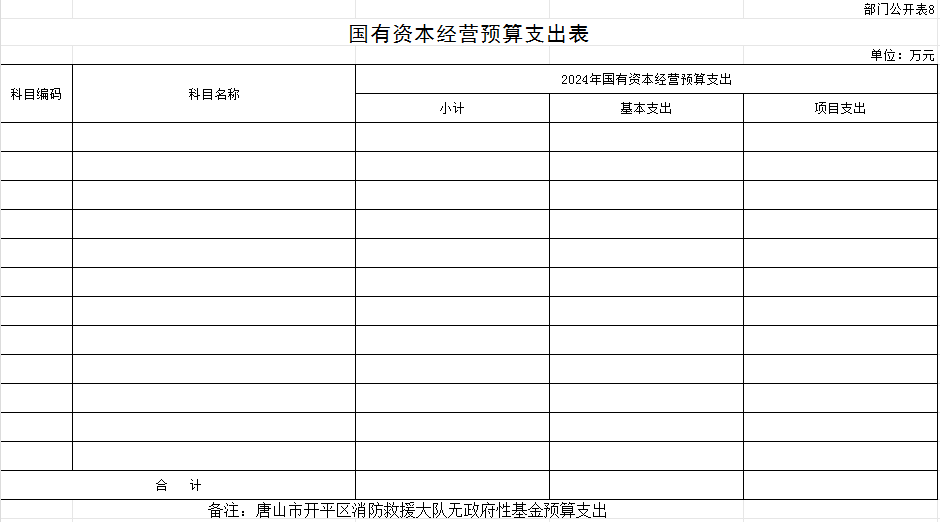 部门公开表8
国有资本经营预算支出表
单位：万元
科目编码 科目名称 2024年国有资本经营预算支出
小计 基本支出 项目支出
合 计
备注：唐山市开平区消防救援大队无政府性基金预算支出